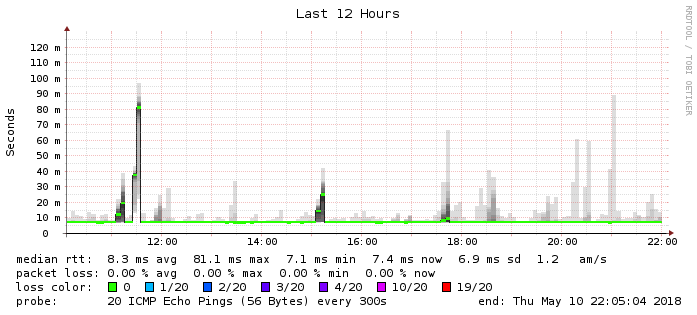 Last 12 Hours
RRDTOOL / TOBI OETIKER
Seconds
120 m
110 m
100 m
90 m
80 m
70 m
60 m
50 m
40 m
30 m
20 m
10 m
0
12:00 14:00 16:00 18:00 20:00 22:00
median rtt: 8.3 ms avg 81.1 ms max 7.1 ms min 7.4 ms now 6.9 ms sd 1.2 am/s
packet loss: 0.00 % avg 0.00 % max 0.00 % min 0.00 % now
loss color: 0 1/20 2/20 3/20 4/20 10/20 19/20
probe: 20 ICMP Echo Pings (56 Bytes) every 300s end: Thu May 10 22:05:04 2018